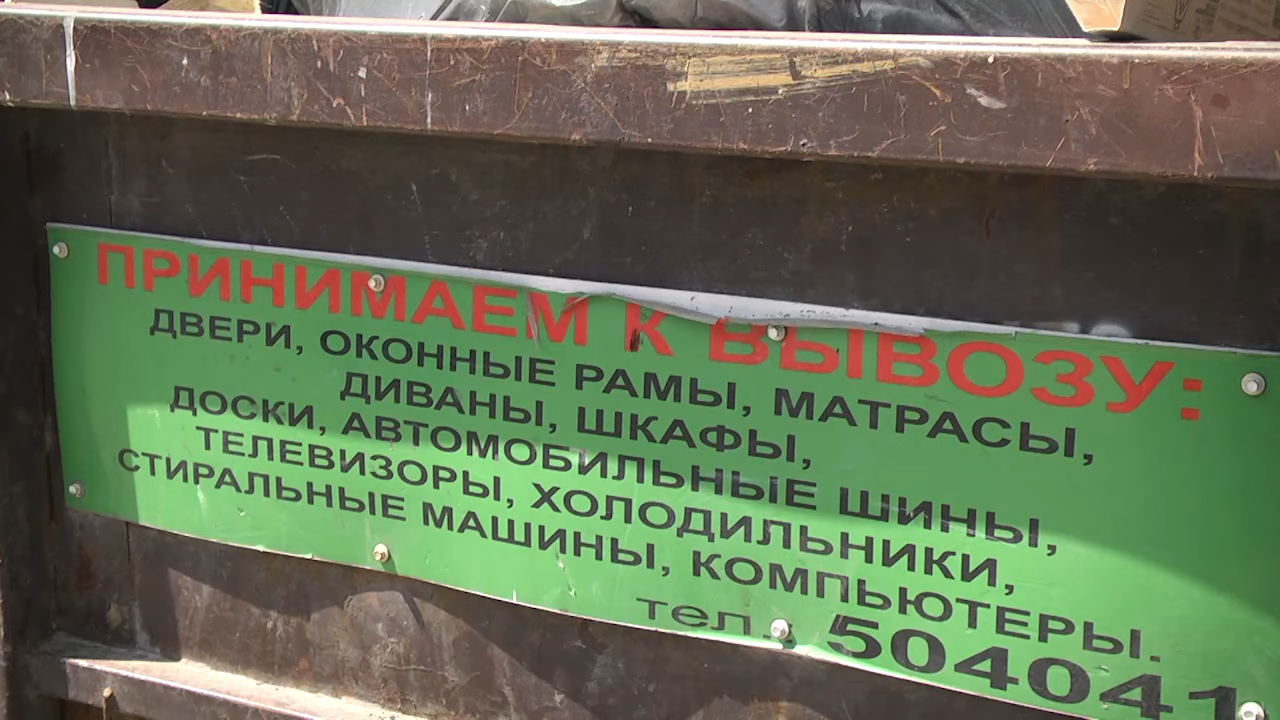 ПРИНИМАЕМ К ВЫВОЗУ:
ДВЕРИ, ОКОННЫЕ РАМЫ, МАТРАСЫ,
ДИВАНЫ, ШКАФЫ,
ДОСКИ, АВТОМОБИЛЬНЫЕ ШИНЫ,
ТЕЛЕВИЗОРЫ, ХОЛОДИЛЬНИКИ,
СТИРАЛЬНЫЕ МАШИНЫ, КОМПЬЮТЕРЫ.
тел.: 504041